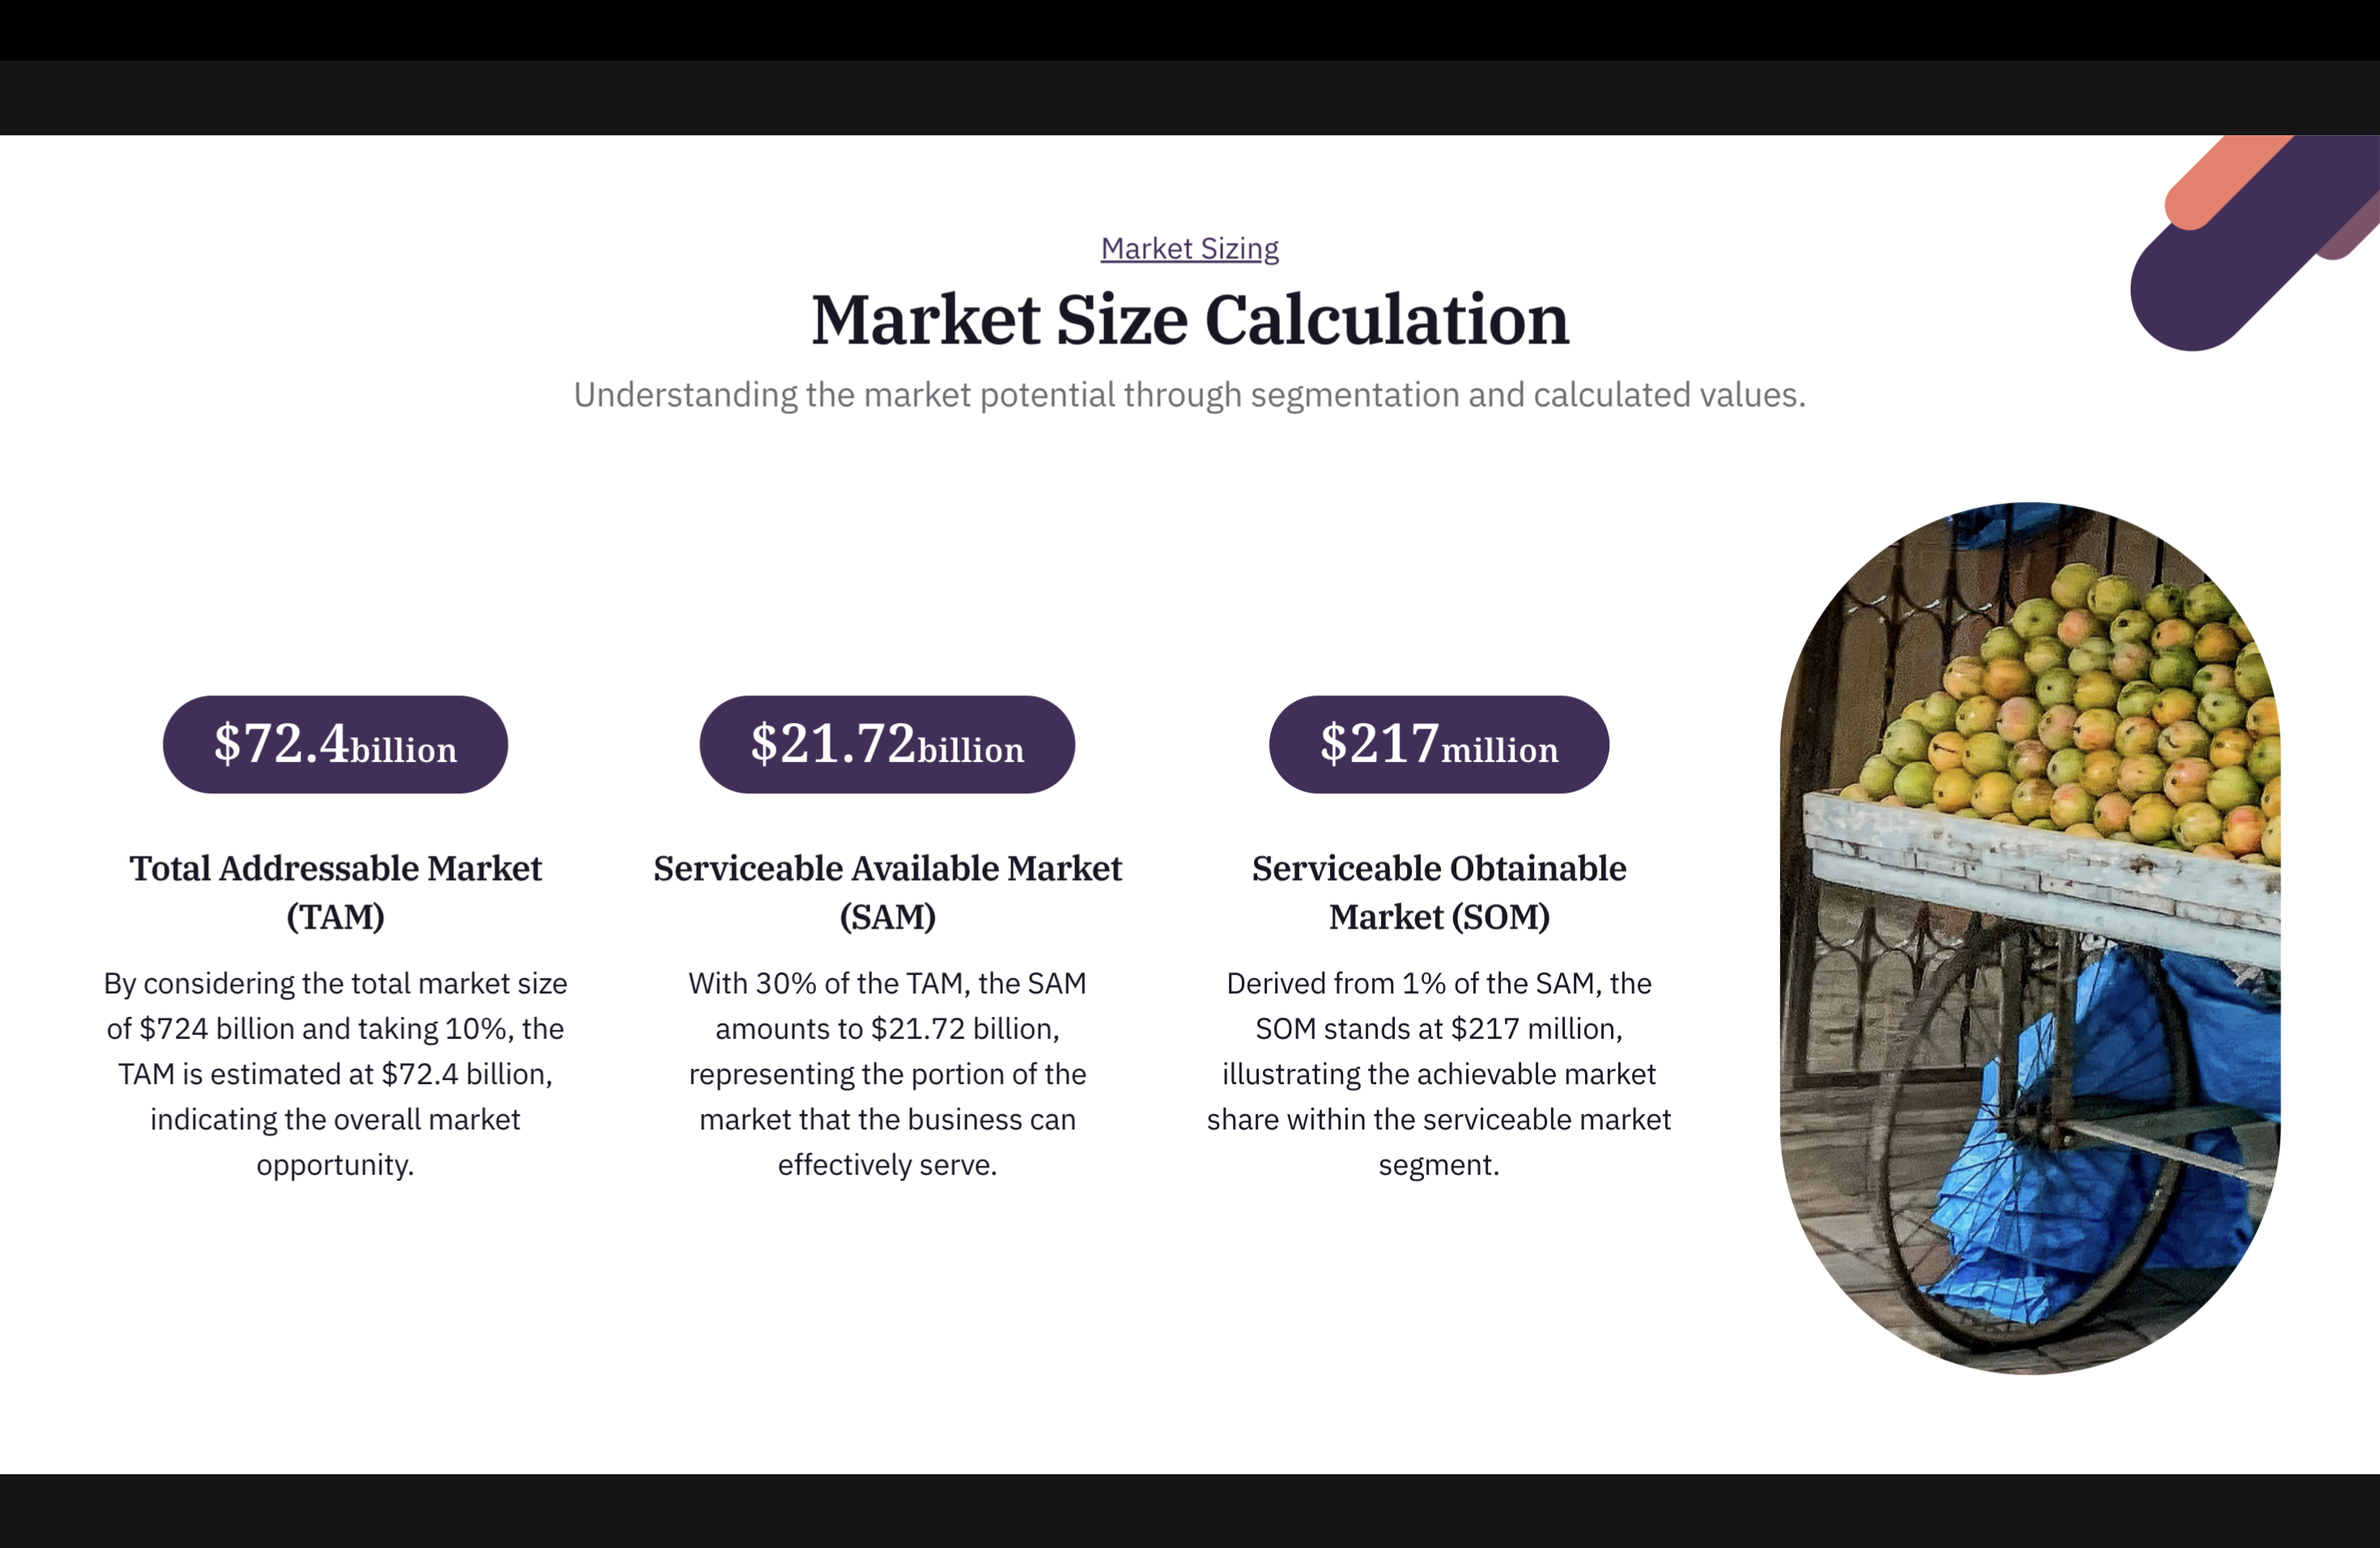 Market Sizing
Market Size Calculation
Understanding the market potential through segmentation and calculated values.
$72.4billion
Total Addressable Market
(TAM)
By considering the total market size
of $724 billion and taking 10%, the
TAM is estimated at $72.4 billion,
indicating the overall market
opportunity.
$21.72billion
Serviceable Available Market
(SAM)
With 30% of the TAM, the SAM
amounts to $21.72 billion,
representing the portion of the
market that the business can
effectively serve.
$217million
Serviceable Obtainable
Market (SOM)
Derived from 1% of the SAM, the
SOM stands at $217 million,
illustrating the achievable market
share within the serviceable market
segment.